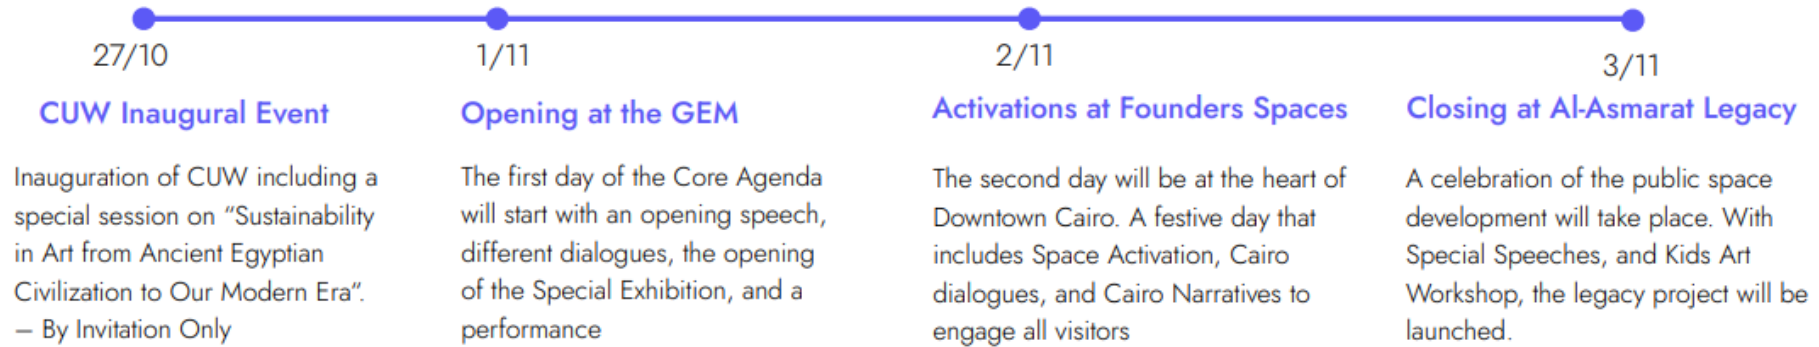 27/10
CUW Inaugural Event
Inauguration of CUW including a
special session on “Sustainability
in Art from Ancient Egyptian
Civilization to Our Modern Era”.
– By Invitation Only
1/11
Opening at the GEM
The first day of the Core Agenda
will start with an opening speech,
different dialogues, the opening
of the Special Exhibition, and a
performance
2/11
Activations at Founders Spaces
The second day will be at the heart of
Downtown Cairo. A festive day that
includes Space Activation, Cairo
dialogues, and Cairo Narratives to
engage all visitors
3/11
Closing at Al-Asmarat Legacy
A celebration of the public space
development will take place. With
Special Speeches, and Kids Art
Workshop, the legacy project will be
launched.